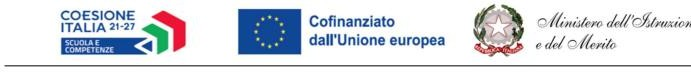 COESIONE
ITALIA 21-27
SCUOLA E
COMPETENZE
Cofinanziato
dall'Unione europea
Ministero dell'Istruzion
e del Merito